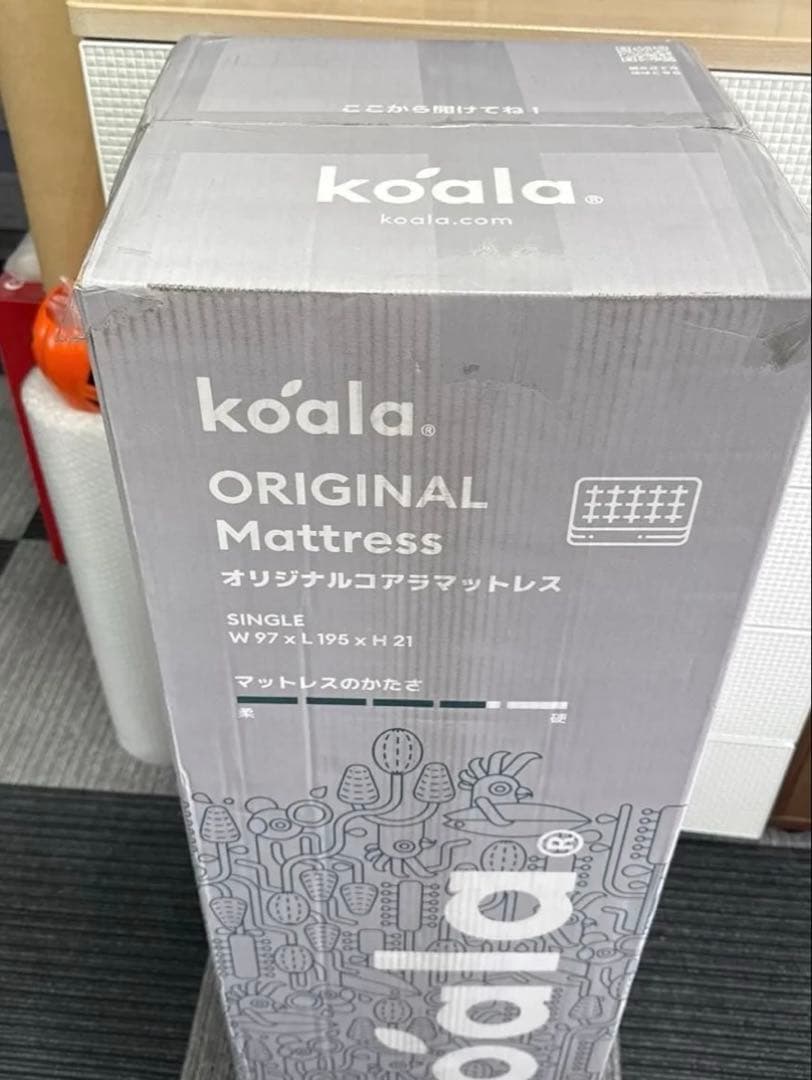 ここから開けてね！
koala®
koala.com
koala®
ORIGINAL
Mattress
オリジナルコアラマットレス
SINGLE
W 97 x L 195 x H 21
マットレスのかたさ
柔 硬
koala®